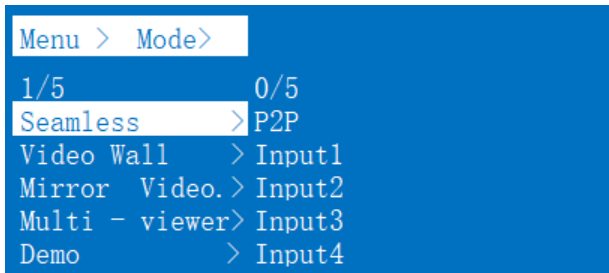 Menu > Mode>
1/5 0/5
Seamless > P2P
Video Wall > Input1
Mirror Video. > Input2
Multi - viewer> Input3
Demo > Input4